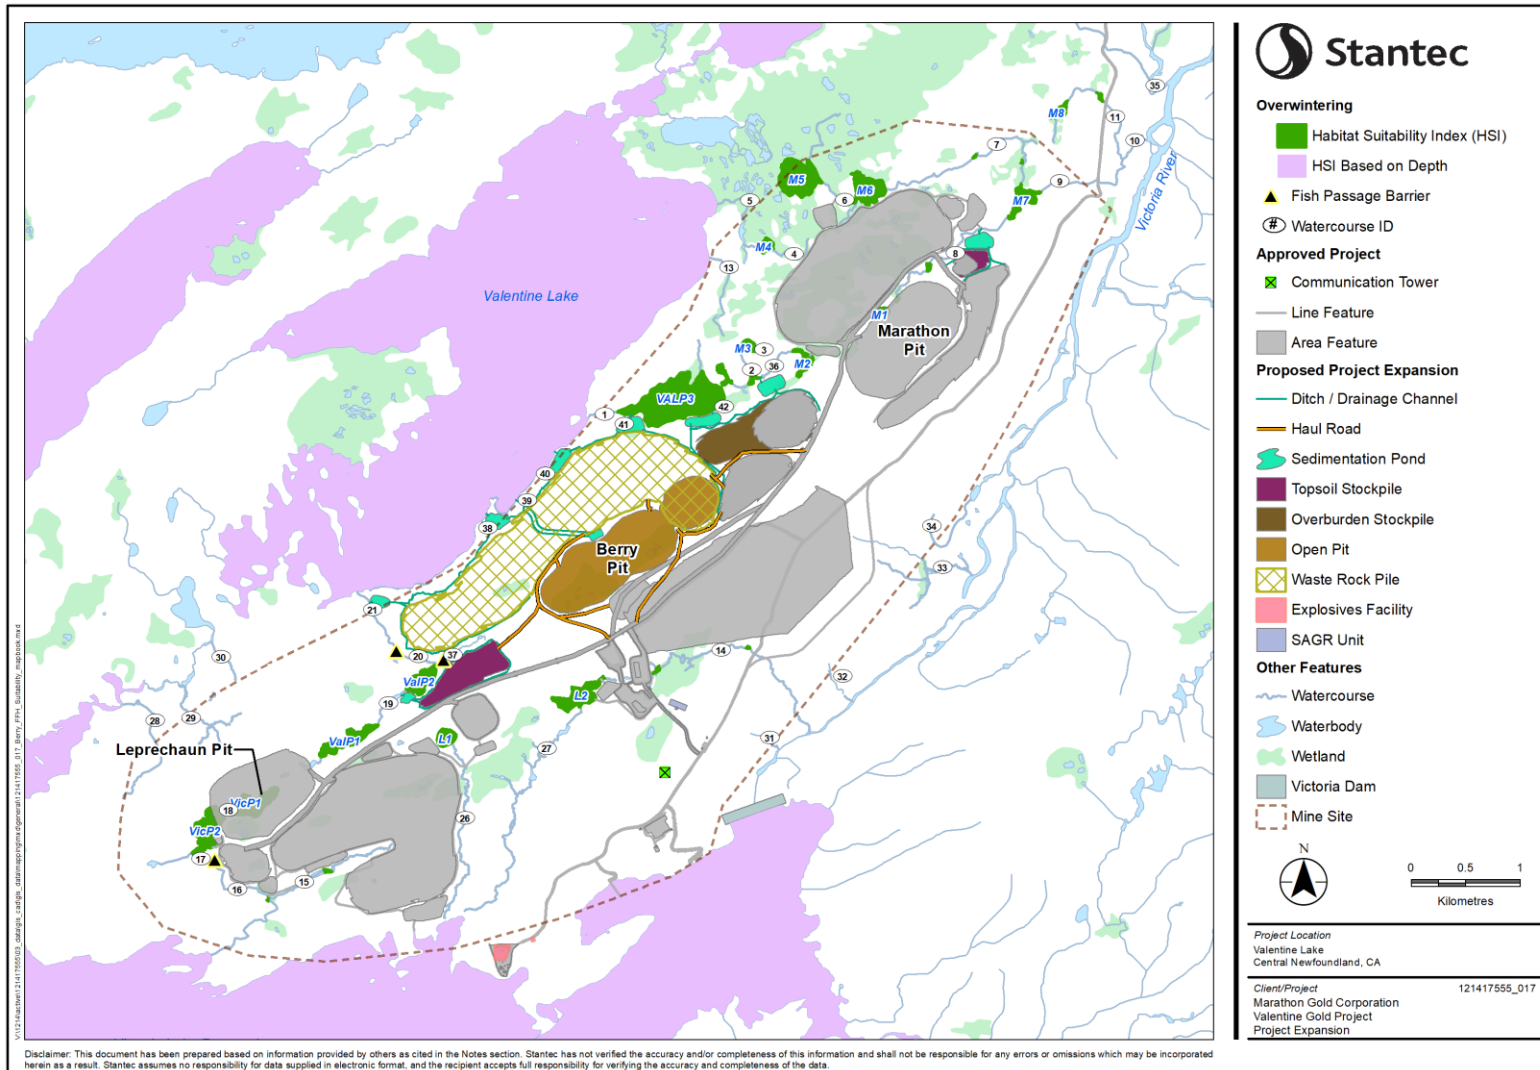 Stantec
Overwintering
Habitat Suitability Index (HSI)
HSI Based on Depth
Fish Passage Barrier
# Watercourse ID
Approved Project
Communication Tower
Line Feature
Area Feature
Proposed Project Expansion
Ditch / Drainage Channel
Haul Road
Sedimentation Pond
Topsoil Stockpile
Overburden Stockpile
Open Pit
Waste Rock Pile
Explosives Facility
SAGR Unit
Other Features
Watercourse
Waterbody
Wetland
Victoria Dam
Mine Site
N
0 0.5 1
Kilometres
Project Location
Valentine Lake
Central Newfoundland, CA
Client/Project 121417555_017
Marathon Gold Corporation
Valentine Gold Project
Project Expansion
35
M8
11
10
7
M5
M6
9
M7
5
6
Victoria River
M4
4
8
13
Valentine Lake
M1
Marathon
Pit
M3
3
M2
2
36
VALP3
1
42
41
40
39
38
34
Berry
Pit
33
21
20
37
30
14
ValP2
32
19
L2
28
29
ValP1
L1
27
31
Leprechaun Pit
18
VicP1
26
VicP2
17
16
15
Disclaimer: This document has been prepared based on information provided by others as cited in the Notes section. Stantec has not verified the accuracy and/or completeness of this information and shall not be responsible for any errors or omissions which may be incorporated
herein as a result. Stantec assumes no responsibility for data supplied in electronic format, and the recipient accepts full responsibility for verifying the accuracy and completeness of the data.